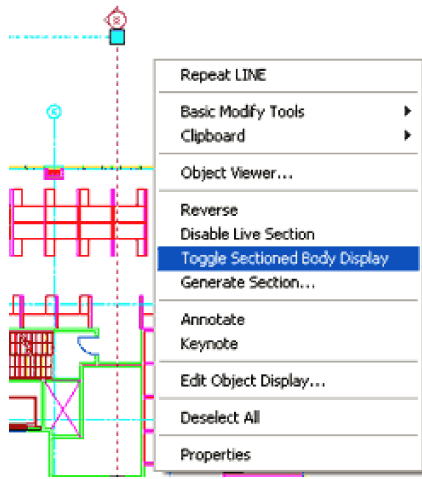 Repeat LINE
Basic Modify Tools
Clipboard
Object Viewer...
Reverse
Disable Live Section
Toggle Sectioned Body Display
Generate Section...
Annotate
Keynote
Edit Object Display...
Deselect All
Properties